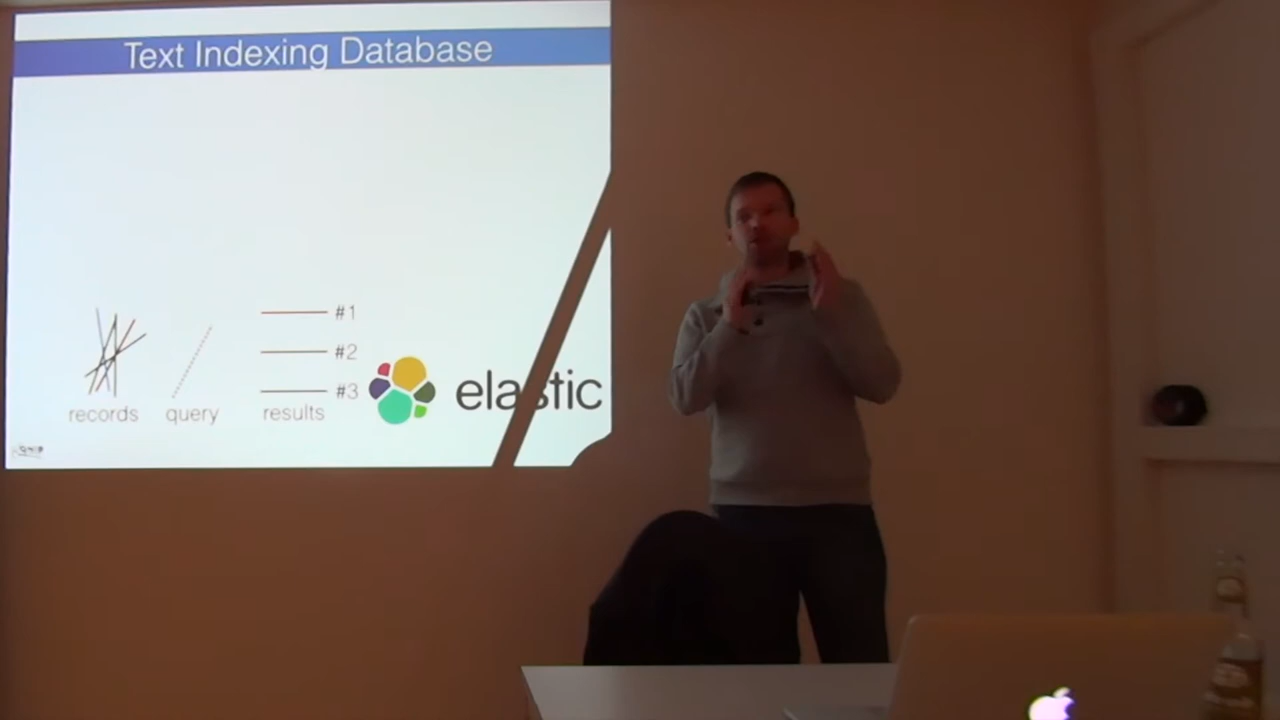 Text Indexing Database
#1
#2
#3
records query results
elastic